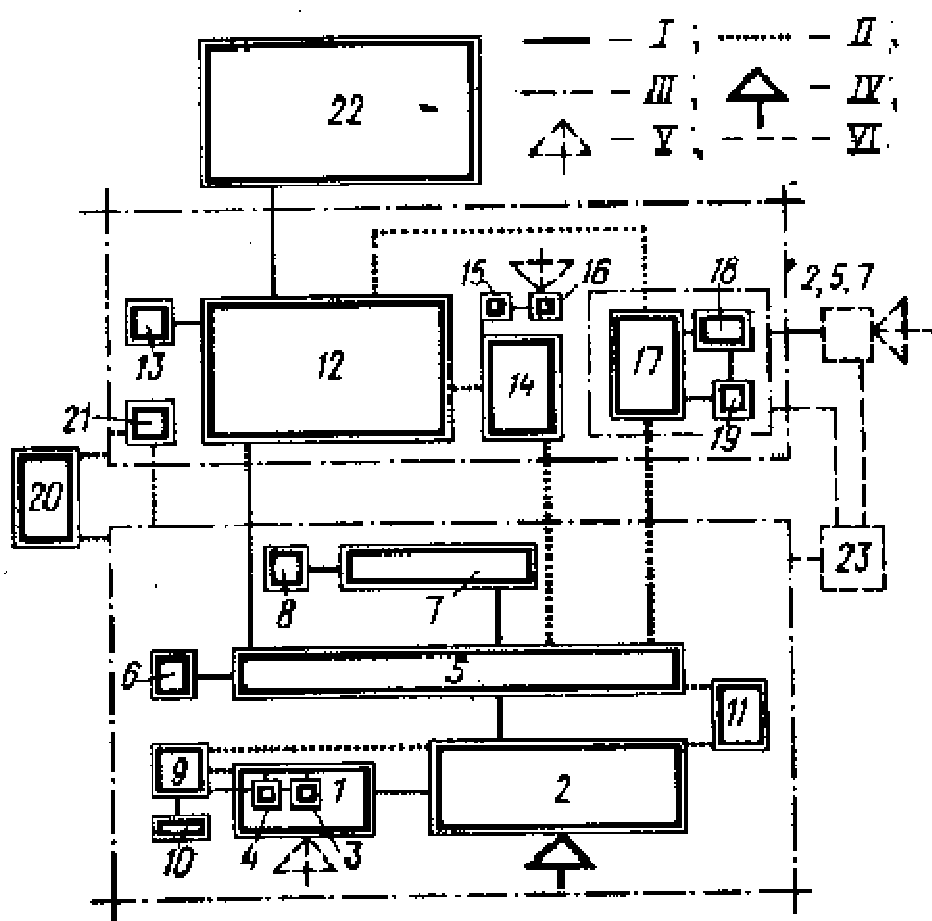 — I ; — II ;
— III ; — IV ;
— V ; — VI
22
2,5,7
15 16 18
13 12 14 17
21 19
20
23
8 7
6 5
11
9 1 2
10 4 3